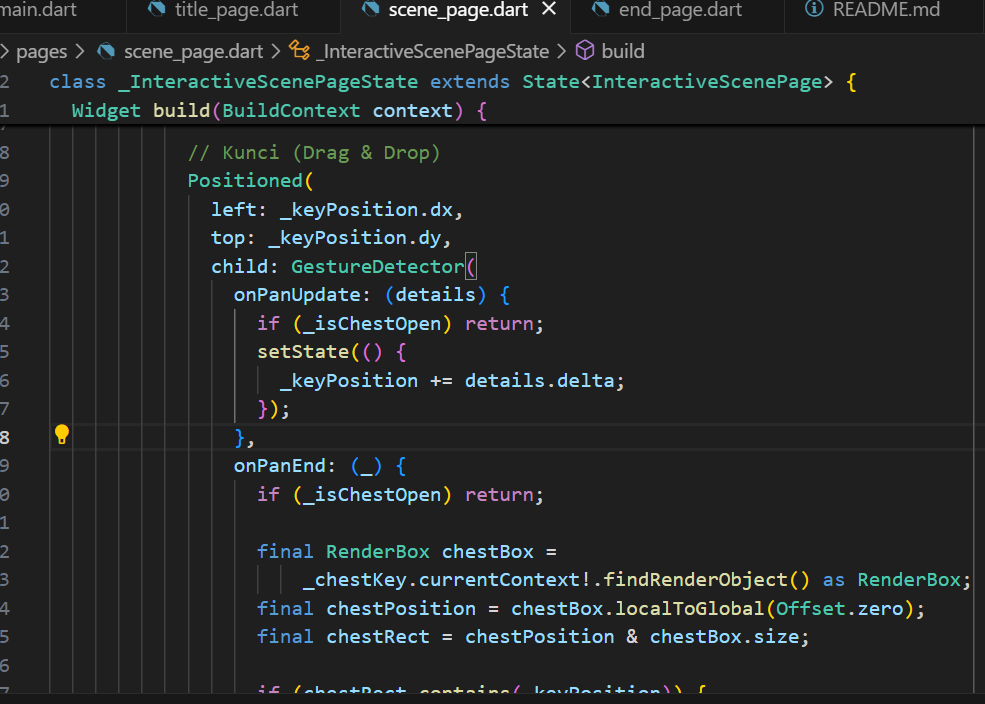 main.dart title_page.dart scene_page.dart × end_page.dart README.md
> pages > scene_page.dart > _InteractiveScenePageState > build
2 class _InteractiveScenePageState extends State<InteractiveScenePage> {
1 Widget build(BuildContext context) {
8 // Kunci (Drag & Drop)
9 Positioned(
0 left: _keyPosition.dx,
1 top: _keyPosition.dy,
2 child: GestureDetector(
3 onPanUpdate: (details) {
4 if (_isChestOpen) return;
5 setState(() {
6 _keyPosition += details.delta;
7 });
8 },
9 onPanEnd: (_) {
0 if (_isChestOpen) return;
1
2 final RenderBox chestBox =
3 _chestKey.currentContext!.findRenderObject() as RenderBox;
4 final chestPosition = chestBox.localToGlobal(Offset.zero);
5 final chestRect = chestPosition & chestBox.size;
6
7 if (chestRect.contains(_keyPosition)) {